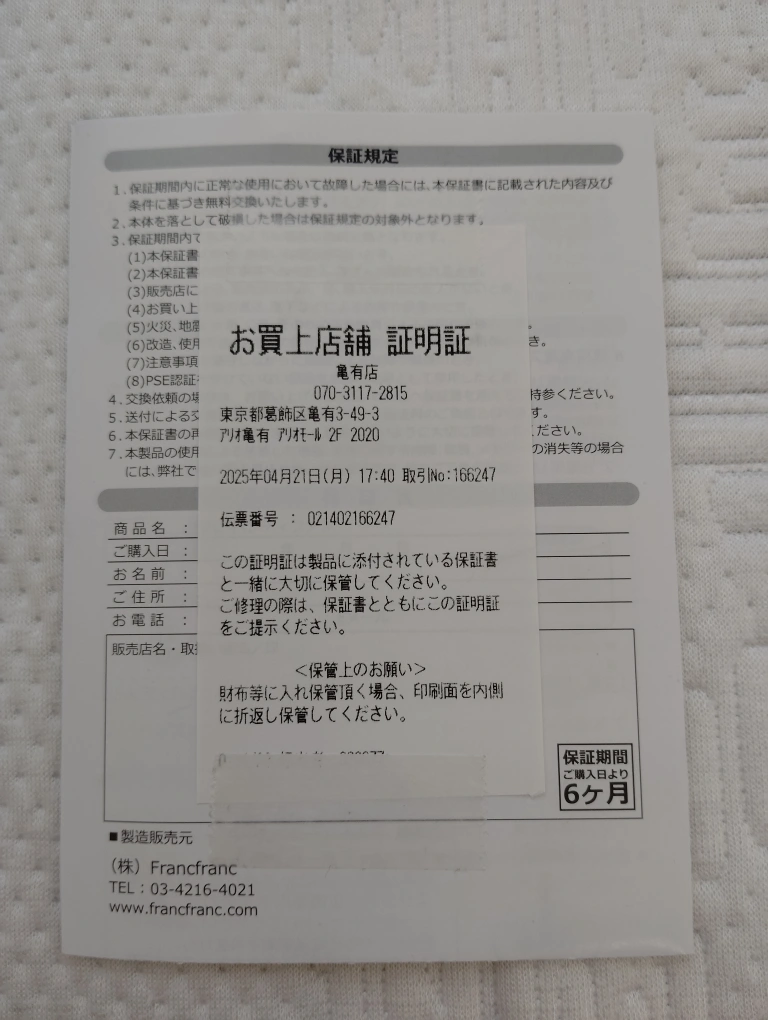 保証規定
1. 保証期間内に正常な使用において故障した場合には、本保証書に記載された内容及び
条件に基づき無料交換いたします。
2. 本体を落として破損した場合は保証規定の対象外となります。
3. 保証期間内で
(1)本保証書
(2)本保証書
(3)販売店に
(4)お買い上
(5)火災、地震
(6)改造、使用
き。
(7)注意事項
(8)PSE認証
4. 交換依頼の場
持参ください。
5. 送付による交
す。
6. 本保証書の再
ください。
7. 本製品の使用
の消失等の場合
には、弊社で
お買上店舗 証明証
亀有店
070-3117-2815
東京都葛飾区亀有3-49-3
アリオ亀有 アリオモール 2F 2020
2025年04月21日(月) 17:40 取引No:166247
伝票番号 : 021402166247
この証明証は製品に添付されている保証書
と一緒に大切に保管してください。
ご修理の際は、保証書とともにこの証明証
をご提示ください。
<保管上のお願い>
財布等に入れ保管頂く場合、印刷面を内側
に折返し保管してください。
商品名 :
ご購入日 :
お名前 :
ご住所 :
お電話 :
販売店名・取扱
保証期間
ご購入日より
6ヶ月
■製造販売元
(株) Francfranc
TEL : 03-4216-4021
www.francfranc.com